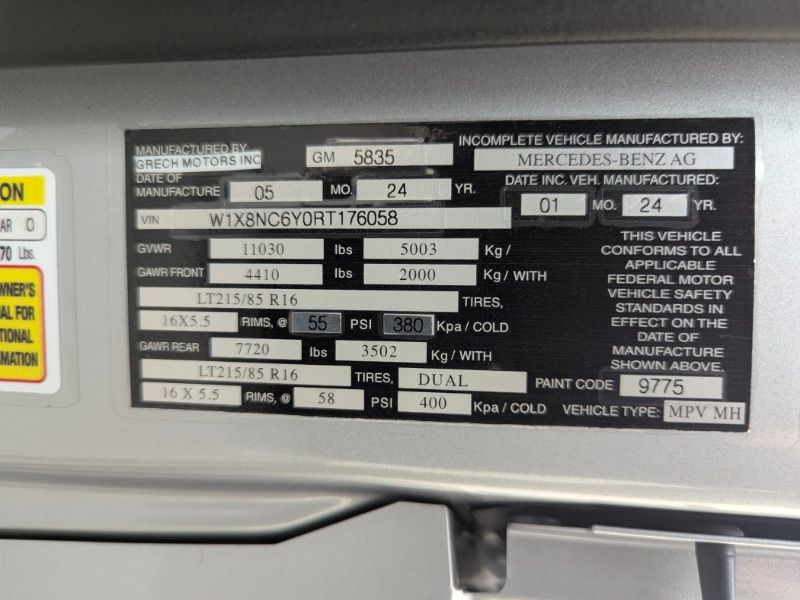 ON
AR 0
70 Lbs.
WNER'S
AL FOR
TIONAL
MATION
MANUFACTURED BY:
GRECH MOTORS INC
GM 5835
INCOMPLETE VEHICLE MANUFACTURED BY:
MERCEDES-BENZ AG
DATE OF
MANUFACTURE 05 MO. 24 YR.
DATE INC. VEH. MANUFACTURED:
01 MO. 24 YR.
VIN W1X8NC6Y0RT176058
GVWR 11030 lbs 5003 Kg/
GAWR FRONT 4410 lbs 2000 Kg/WITH
LT215/85 R16 TIRES,
16X5.5 RIMS, @ 55 PSI 380 Kpa/COLD
GAWR REAR 7720 lbs 3502 Kg/WITH
LT215/85 R16 TIRES, DUAL
16 X 5.5 RIMS, @ 58 PSI 400 Kpa/COLD
THIS VEHICLE
CONFORMS TO ALL
APPLICABLE
FEDERAL MOTOR
VEHICLE SAFETY
STANDARDS IN
EFFECT ON THE
DATE OF
MANUFACTURE
SHOWN ABOVE.
PAINT CODE 9775
VEHICLE TYPE: MPV MH